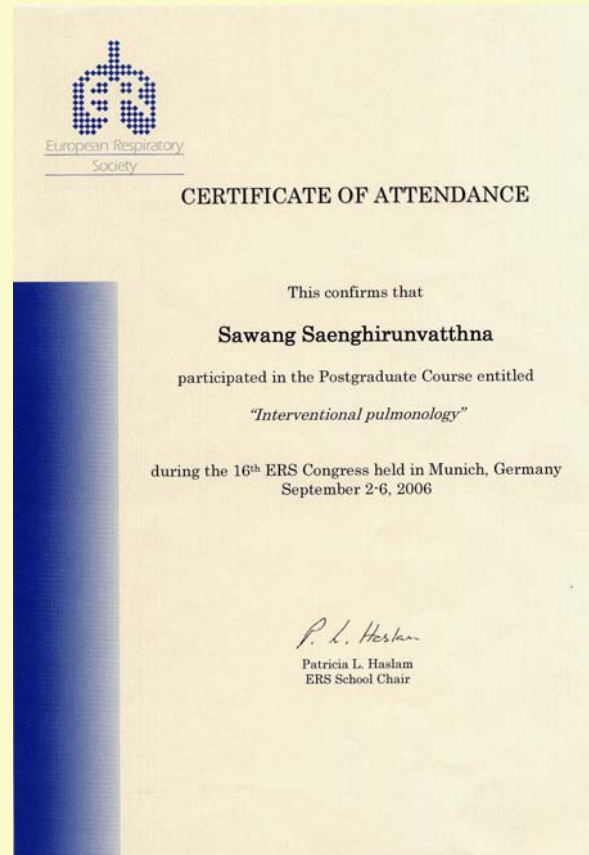 European Respiratory
Society
CERTIFICATE OF ATTENDANCE
This confirms that
Sawang Saenghirunvatthna
participated in the Postgraduate Course entitled
“Interventional pulmonology”
during the 16th ERS Congress held in Munich, Germany
September 2-6, 2006
P. L. Haslam
Patricia L. Haslam
ERS School Chair